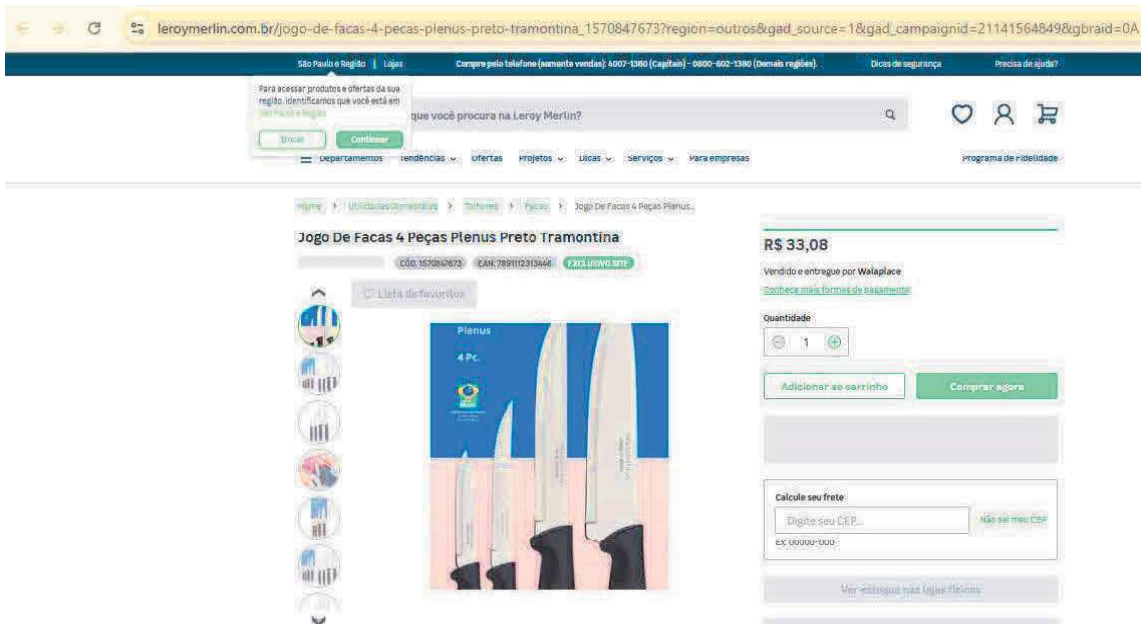 leroymerlin.com.br/jogo-de-facas-4-pecas-plenus-preto-tramontina_1570847673?region=outros&gad_source=1&gad_campaignid=21141564849&gbraid=0A
São Paulo e Região | Lojas Compre pelo telefone (somente vendas): 4007-1380 (Capitais) - 0800-602-1380 (Demais regiões). Dicas de segurança Precisa de ajuda?
Para acessar produtos e ofertas da sua
região, identificamos que você está em
São Paulo e Região
que você procura na Leroy Merlin?
Trocar Continuar
Departamentos Tendências Ofertas Projetos Dicas Serviços Para empresas Programa de Fidelidade
Home > Utilidades Domésticas > Talheres > Facas > Jogo De Facas 4 Peças Plenus...
Jogo De Facas 4 Peças Plenus Preto Tramontina
CÓD. 1570847673 EAN: 7891112313446 EXCLUSIVO SITE
Lista de favoritos
Plenus
4 Pc.
R$ 33,08
Vendido e entregue por Walaplace
Conheça mais formas de pagamento
Quantidade
1
Adicionar ao carrinho Comprar agora
Calcule seu frete
Digite seu CEP... Não sei meu CEP
Ex: 00000-000
Ver estoque nas lojas físicas